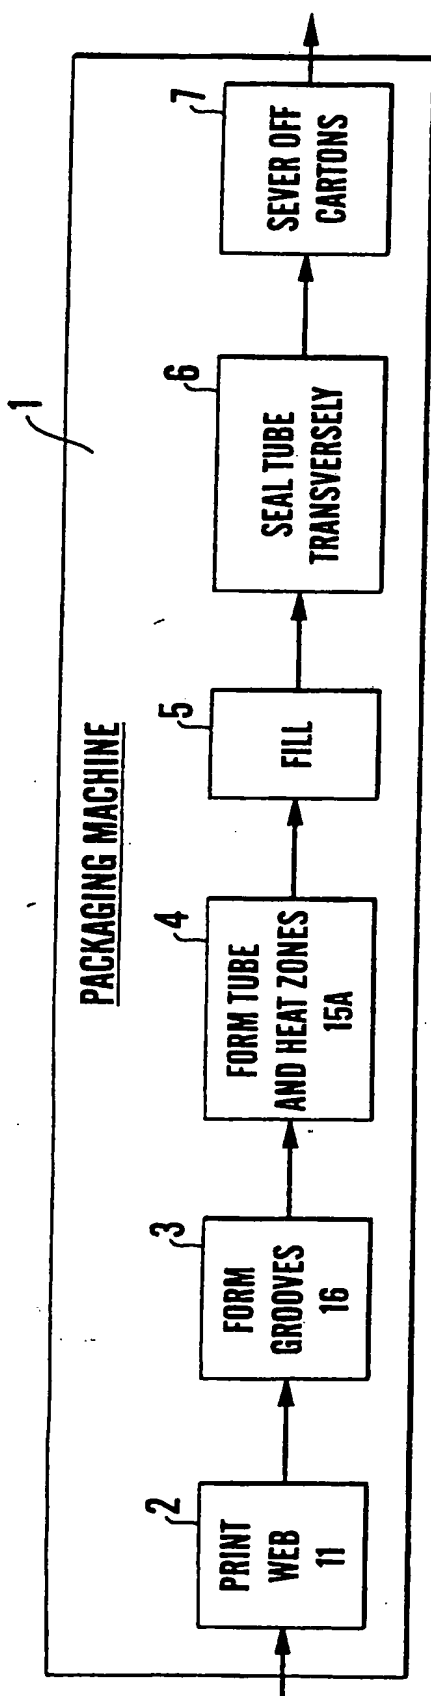 1
PACKAGING MACHINE
2
PRINT
WEB
11
3
FORM
GROOVES
16
4
FORM TUBE
AND HEAT ZONES
15A
5
FILL
6
SEAL TUBE
TRANSVERSELY
7
SEVER OFF
CARTONS